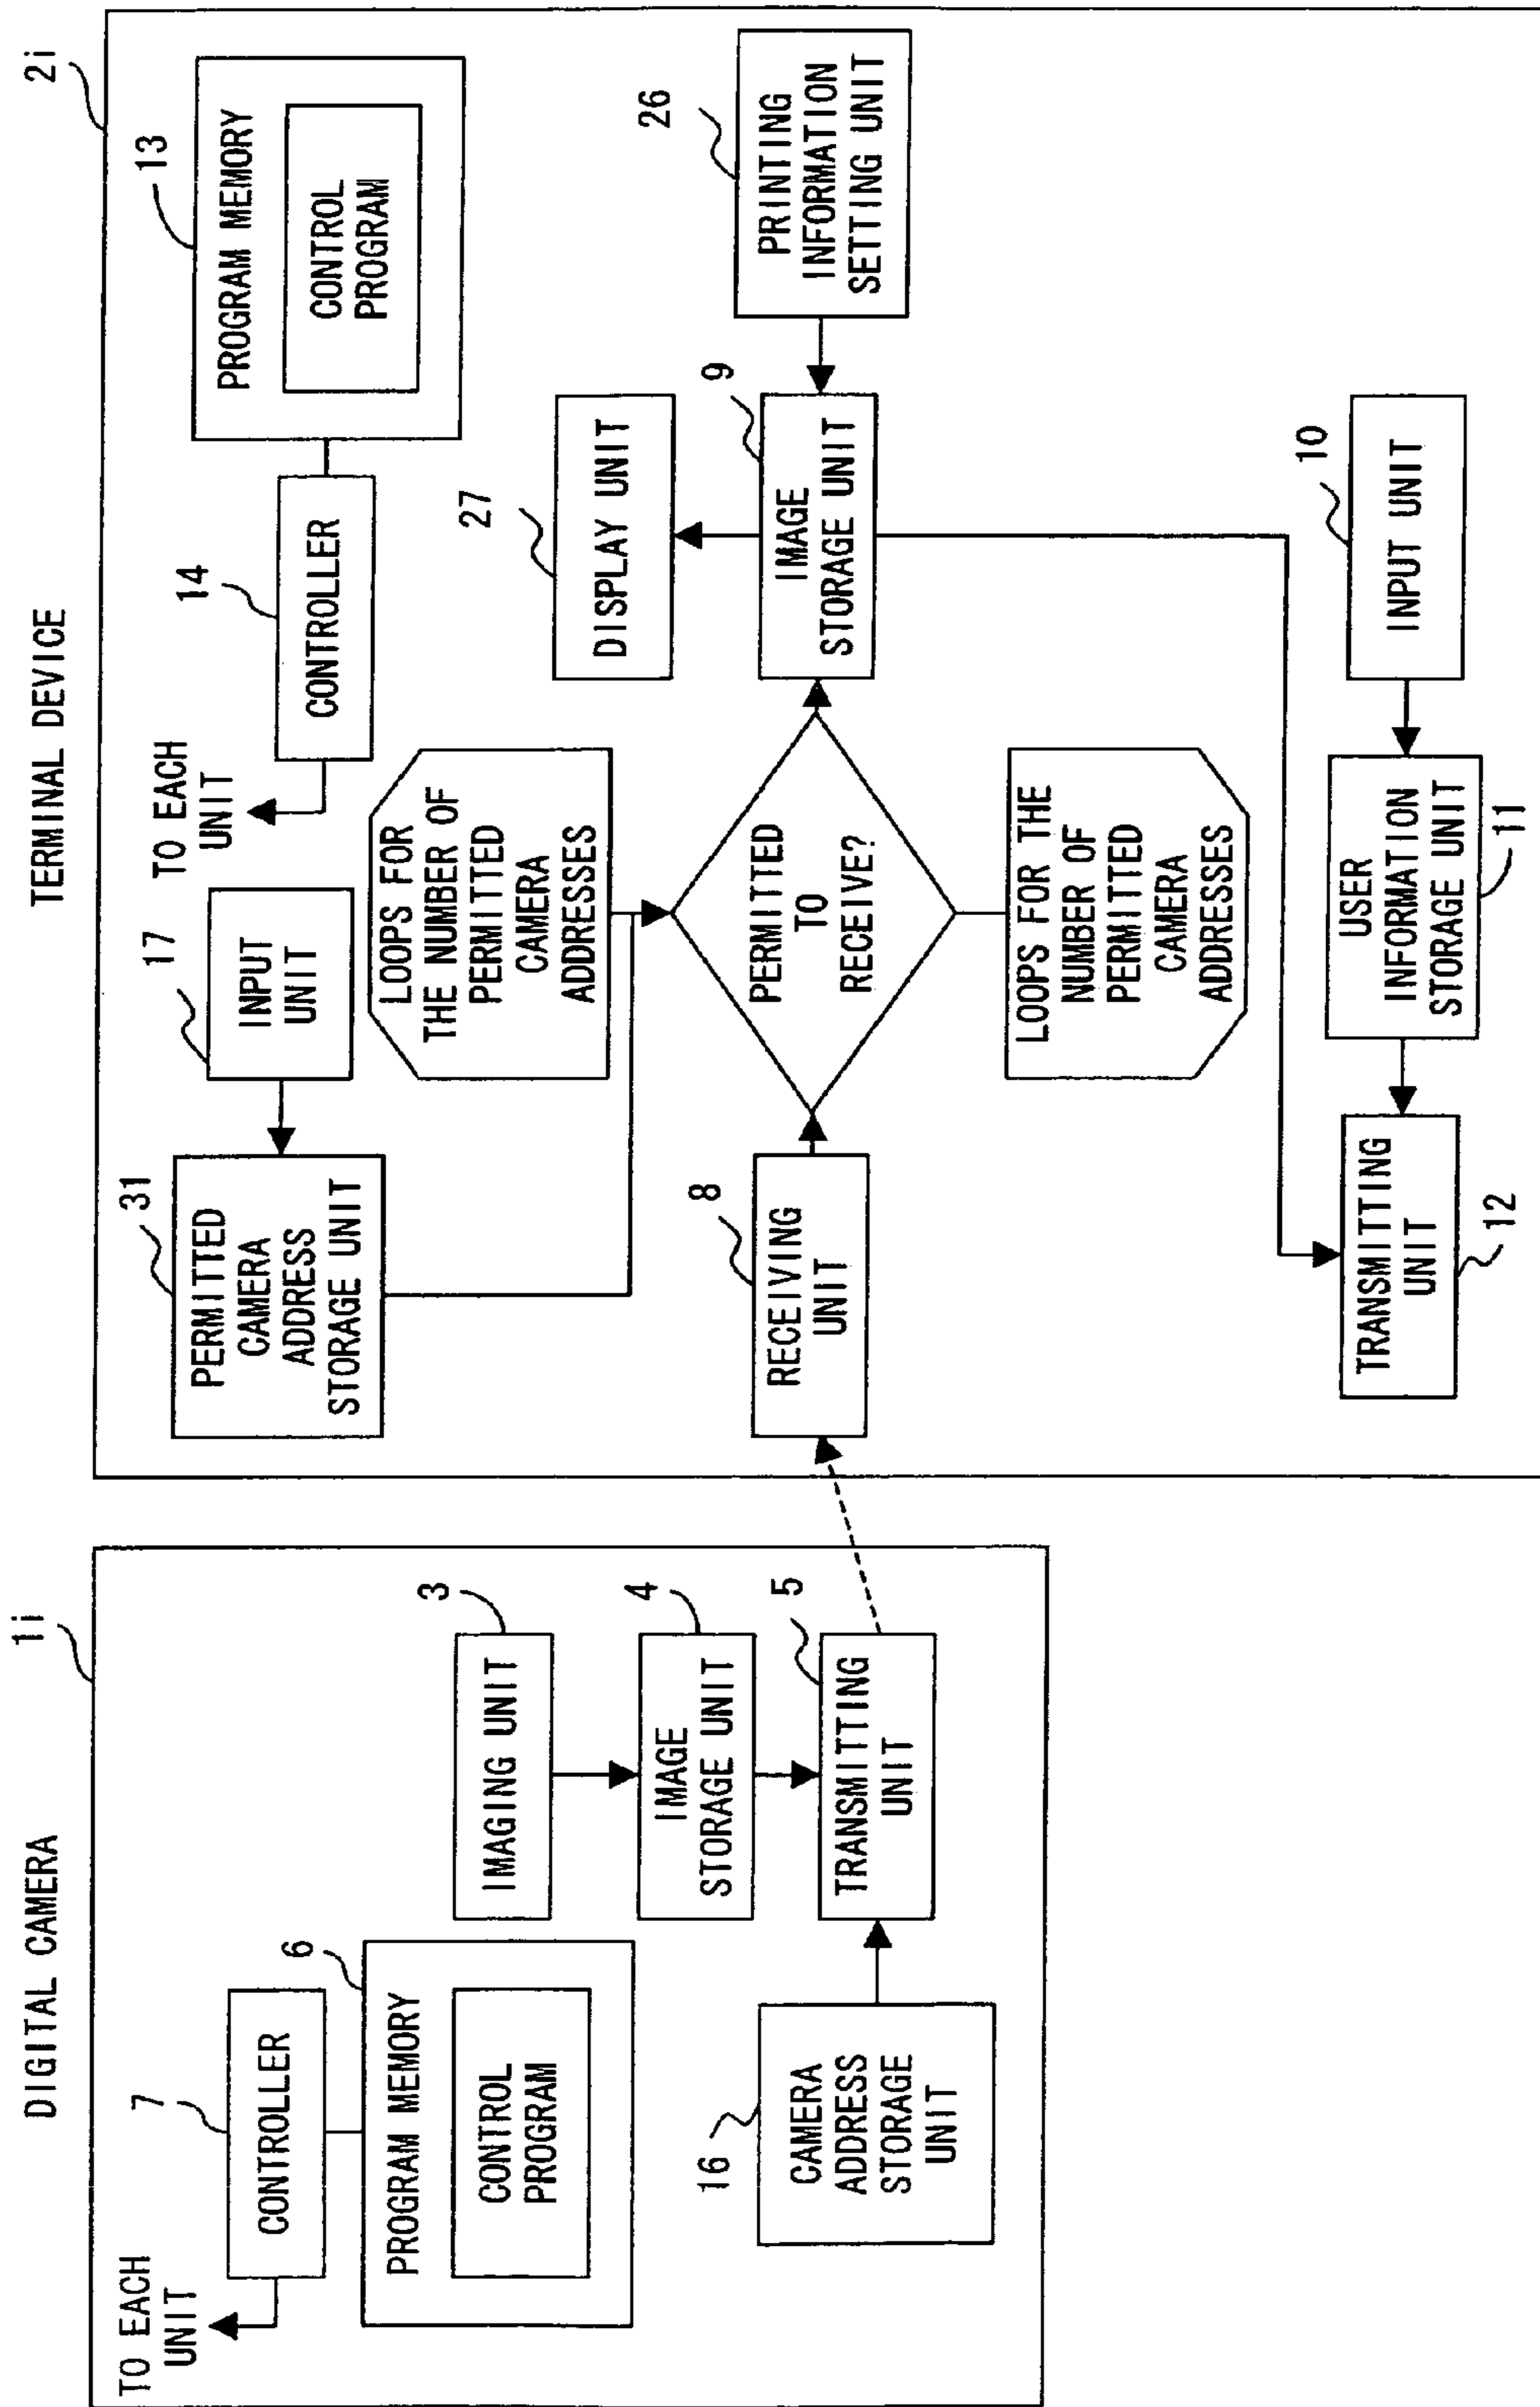 DIGITAL CAMERA
1i
TO EACH
UNIT
7
CONTROLLER
6
PROGRAM MEMORY
CONTROL
PROGRAM
3
IMAGING UNIT
4
IMAGE
STORAGE UNIT
5
TRANSMITTING
UNIT
16
CAMERA
ADDRESS
STORAGE
UNIT
TERMINAL DEVICE
2i
31
PERMITTED
CAMERA
ADDRESS
STORAGE UNIT
17
INPUT
UNIT
TO EACH
UNIT
14
CONTROLLER
13
PROGRAM MEMORY
CONTROL
PROGRAM
LOOPS FOR
THE NUMBER OF
PERMITTED
CAMERA
ADDRESSES
27
DISPLAY UNIT
8
RECEIVING
UNIT
PERMITTED
TO
RECEIVE?
9
IMAGE
STORAGE UNIT
26
PRINTING
INFORMATION
SETTING UNIT
LOOPS FOR THE
NUMBER OF
PERMITTED
CAMERA
ADDRESSES
TRANSMITTING
UNIT
12
USER
INFORMATION
STORAGE UNIT
11
10
INPUT UNIT